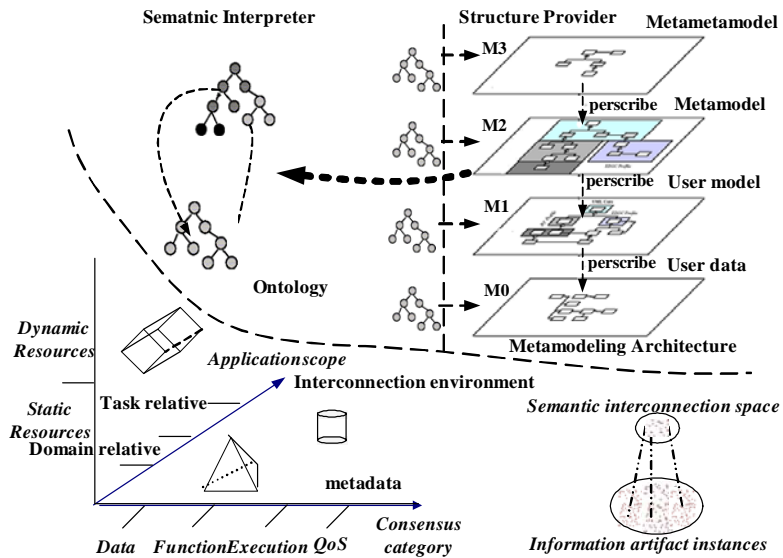 Sematnic Interpreter
Structure Provider
Metametamodel
M3
perscribe
Metamodel
M2
perscribe
User model
M1
perscribe
User data
M0
Ontology
Metamodeling Architecture
Dynamic
Resources
Applicationscope
Interconnection environment
Static
Resources
Task relative
Domain relative
metadata
Data
Function
Execution
QoS
Consensus
category
Semantic interconnection space
Information artifact instances